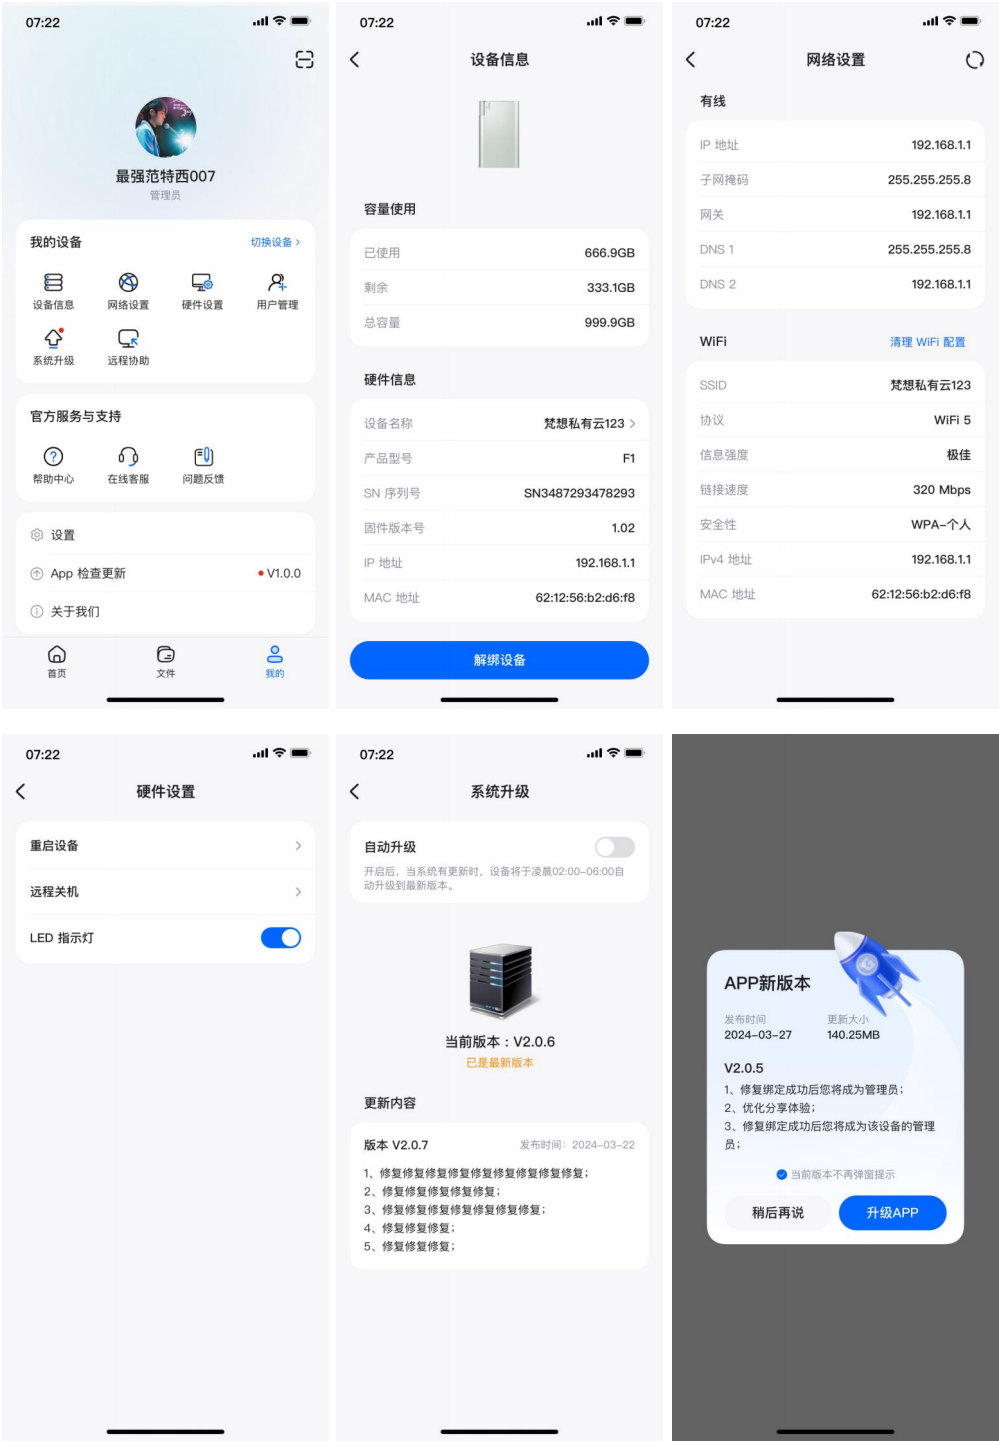 07:22
最强范特西007
管理员
我的设备 切换设备 >
设备信息 网络设置 硬件设置 用户管理
系统升级 远程协助
官方服务与支持
帮助中心 在线客服 问题反馈
设置
App 检查更新 V1.0.0
关于我们
首页 文件 我的
07:22
设备信息
容量使用
已使用 666.9GB
剩余 333.1GB
总容量 999.9GB
硬件信息
设备名称 梵想私有云123 >
产品型号 F1
SN 序列号 SN3487293478293
固件版本号 1.02
IP 地址 192.168.1.1
MAC 地址 62:12:56:b2:d6:f8
解绑设备
07:22
网络设置
有线
IP 地址 192.168.1.1
子网掩码 255.255.255.8
网关 192.168.1.1
DNS 1 255.255.255.8
DNS 2 192.168.1.1
WiFi 清理 WiFi 配置
SSID 梵想私有云123
协议 WiFi 5
信息强度 极佳
链接速度 320 Mbps
安全性 WPA-个人
IPv4 地址 192.168.1.1
MAC 地址 62:12:56:b2:d6:f8
07:22
硬件设置
重启设备 >
远程关机 >
LED 指示灯
07:22
系统升级
自动升级
开启后，当系统有更新时，设备将于凌晨02:00-06:00自
动升级到最新版本。
当前版本：V2.0.6
已是最新版本
更新内容
版本 V2.0.7 发布时间：2024-03-22
1、修复修复修复修复修复修复修复修复修复；
2、修复修复修复修复修复；
3、修复修复修复修复修复修复修复；
4、修复修复修复；
5、修复修复修复；
APP新版本
发布时间 更新大小
2024-03-27 140.25MB
V2.0.5
1、修复绑定成功后您将成为管理员；
2、优化分享体验；
3、修复绑定成功后您将成为该设备的管理
员；
当前版本不再弹窗提示
稍后再说 升级APP